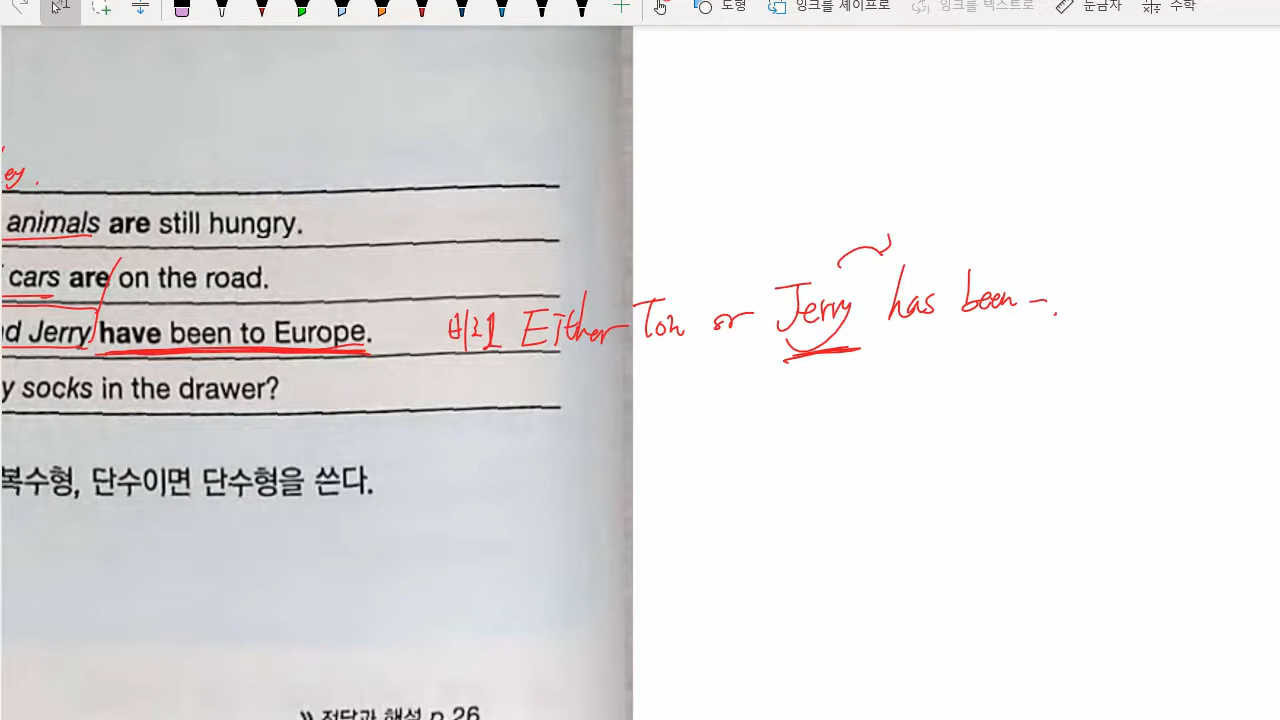 도형 잉크를 셰이프로 잉크를 텍스트로 눈금자 수학
ey.
animals are still hungry.
cars are on the road.
d Jerry have been to Europe.
Either Tom or Jerry has been ~.
y socks in the drawer?
복수형, 단수이면 단수형을 쓴다.
정답과 해설 p.26